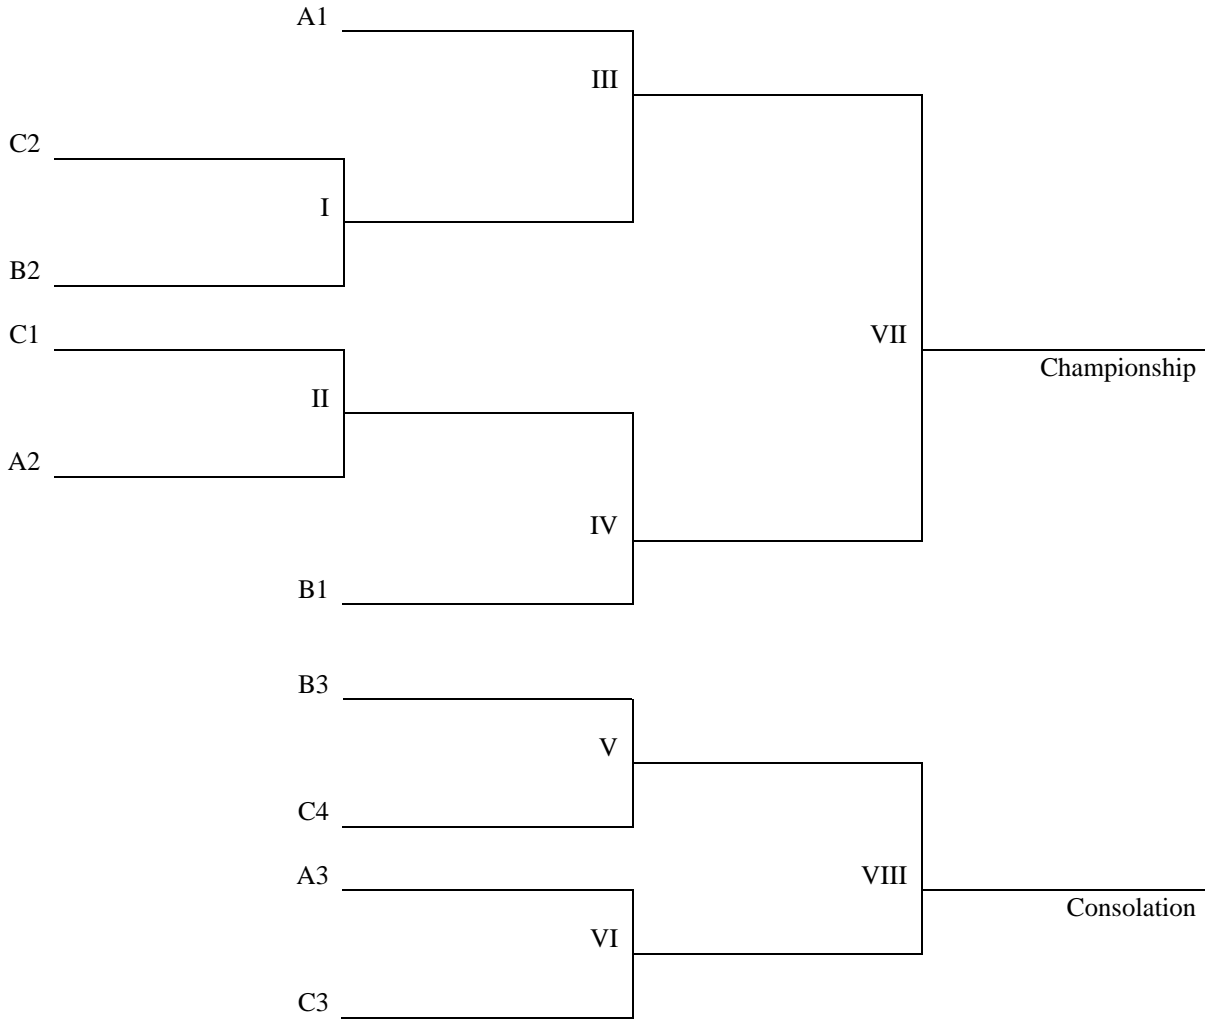 A1
III
C2
I
B2
C1
VII
Championship
II
A2
IV
B1
B3
V
C4
A3
VIII
Consolation
VI
C3